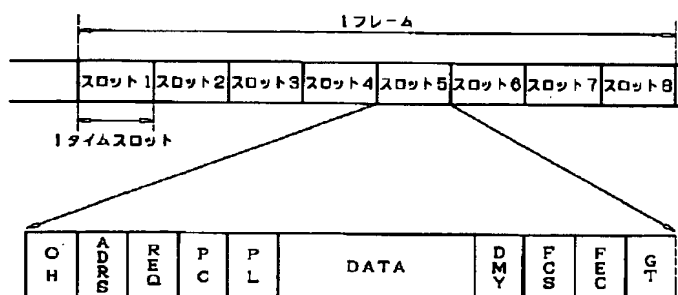 1フレーム
スロット1 スロット2 スロット3 スロット4 スロット5 スロット6 スロット7 スロット8
1タイムスロット
OH ADRS REQ PC PL DATA DMY FCS FEC GT